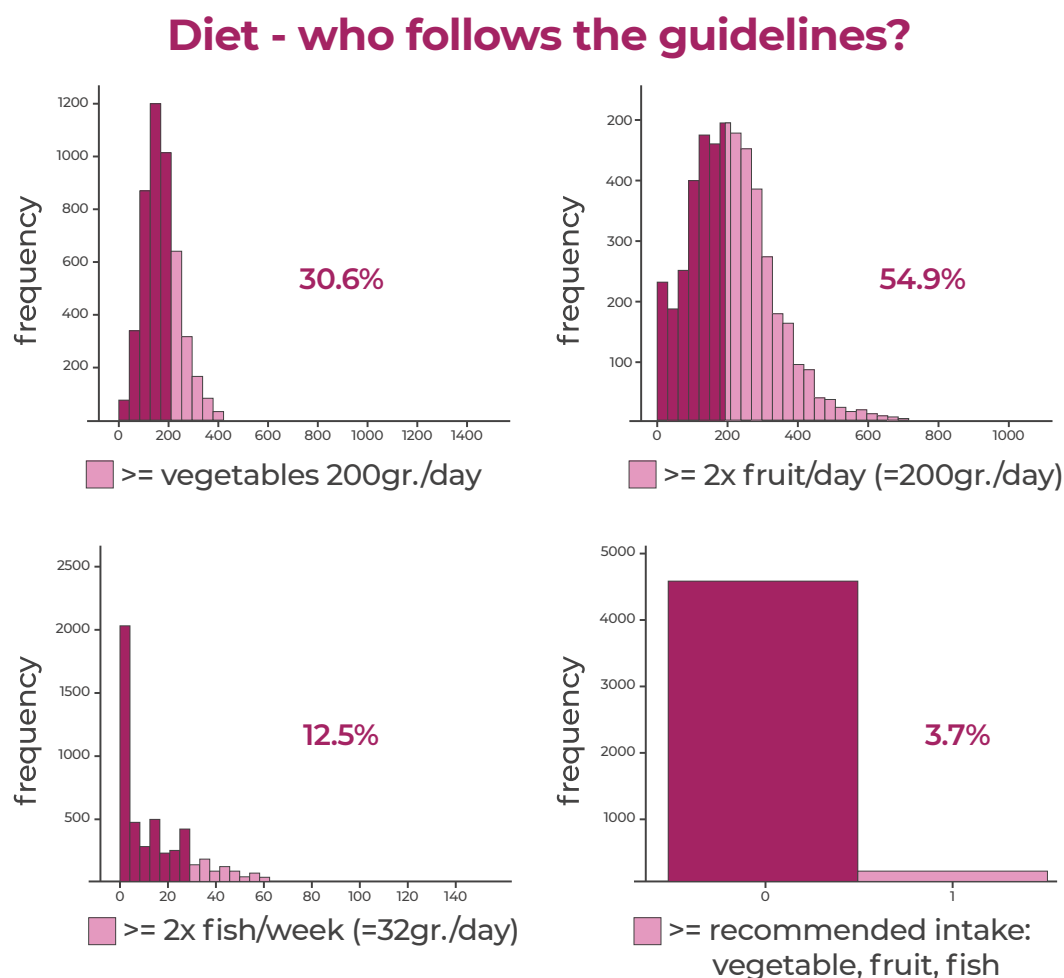 Diet - who follows the guidelines?
frequency
1200
1000
800
600
400
200
30.6%
0 200 400 600 800 1000 1200 1400
>= vegetables 200gr./day
frequency
200
400
300
200
100
54.9%
0 200 400 600 800 1000
>= 2x fruit/day (=200gr./day)
frequency
2500
2000
1500
1000
500
12.5%
0 20 40 60 80 100 120 140
>= 2x fish/week (=32gr./day)
frequency
5000
4000
3000
2000
1000
3.7%
0 1
>= recommended intake:
vegetable, fruit, fish